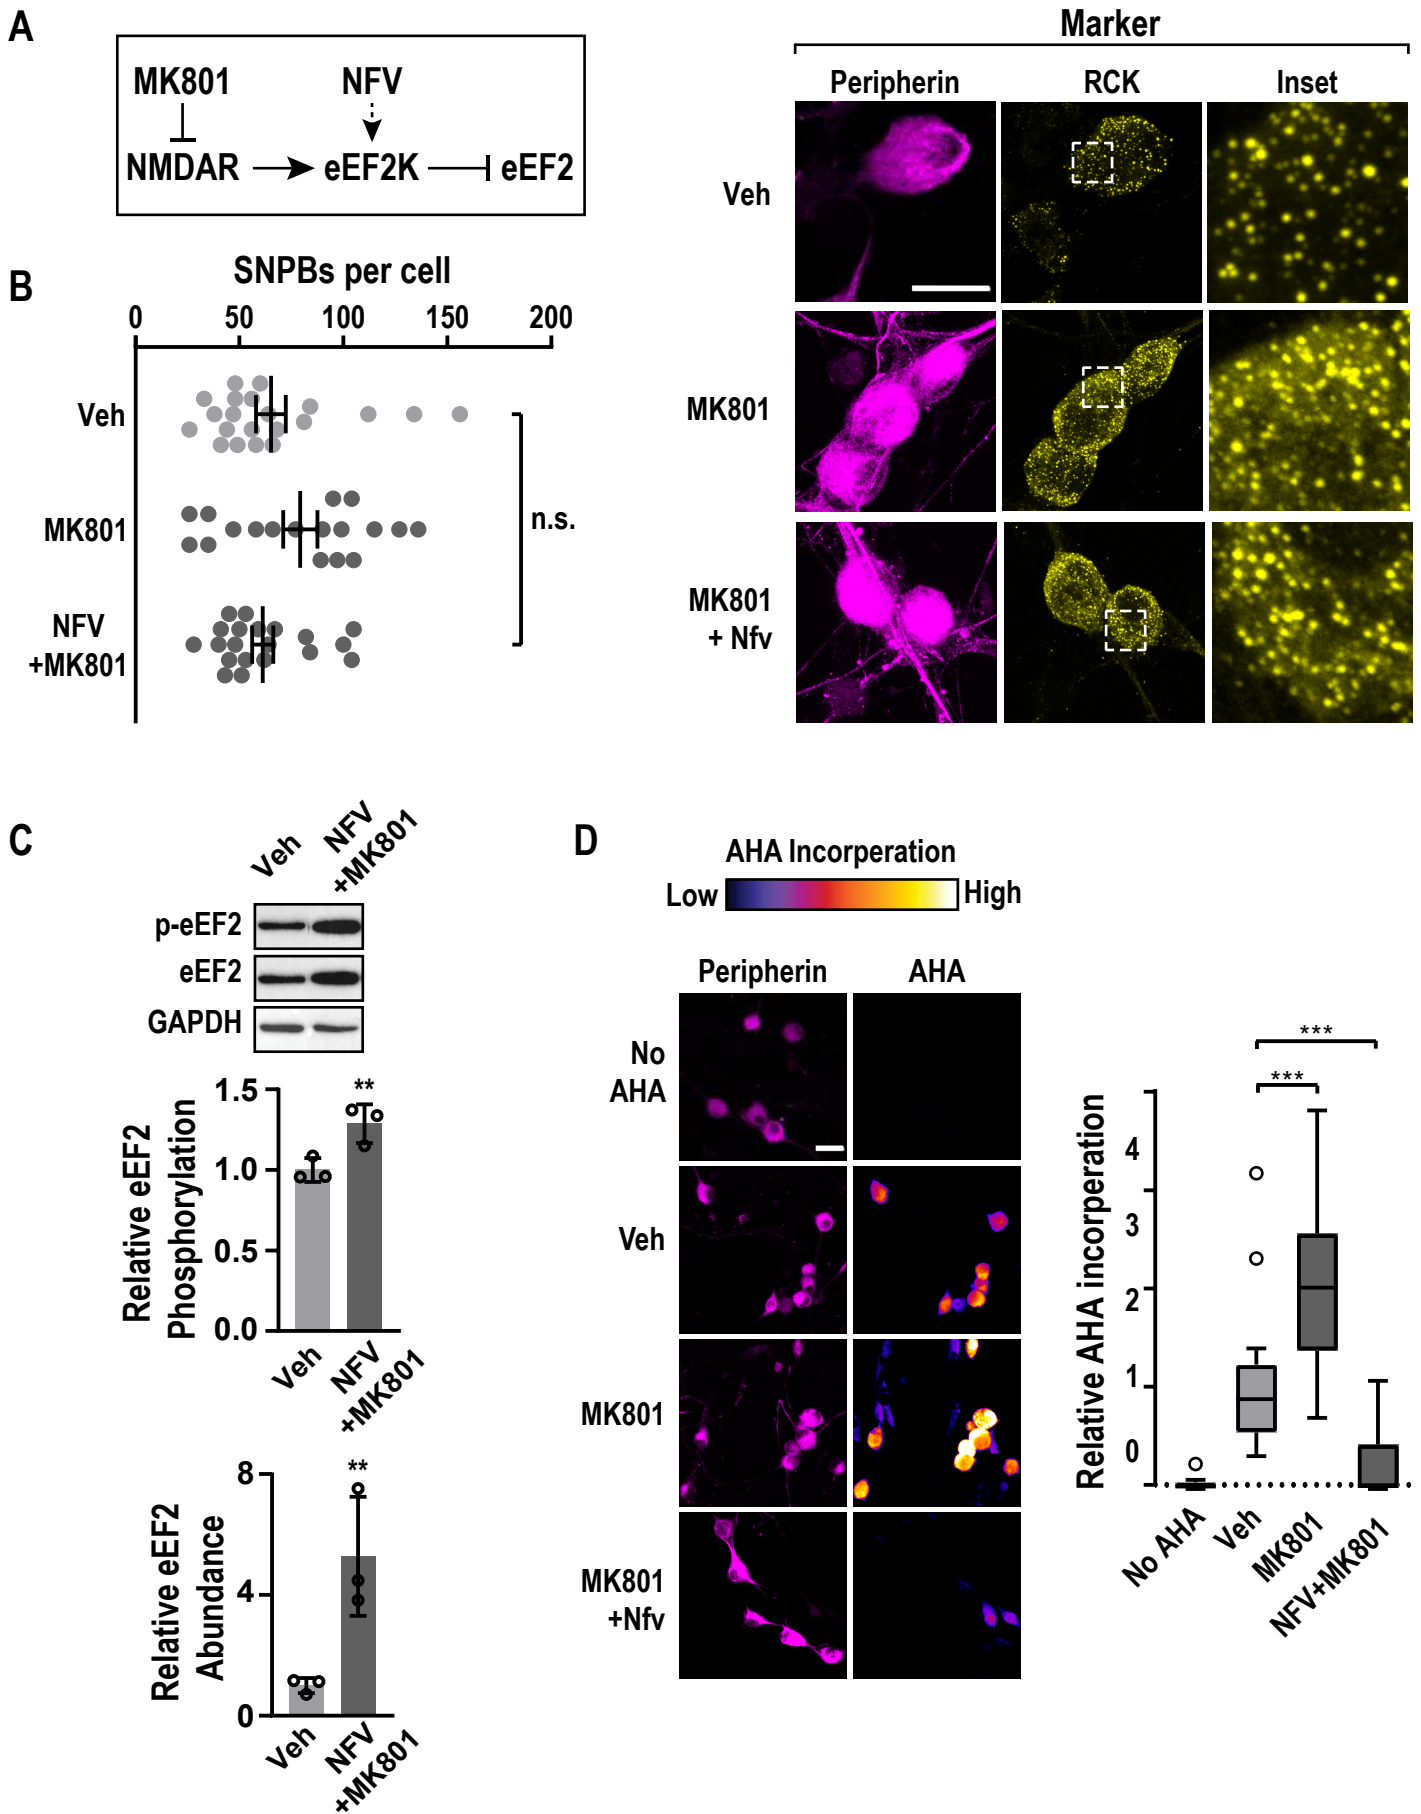 A
MK801
NFV
NMDAR
eEF2K
eEF2
Marker
Peripherin
RCK
Inset
Veh
MK801
MK801
+ Nfv
B
SNPBs per cell
0
50
100
150
200
Veh
MK801
NFV
+MK801
n.s.
C
Veh
NFV
+MK801
p-eEF2
eEF2
GAPDH
Relative eEF2
Phosphorylation
1.5
1.0
0.5
0.0
**
Veh
NFV
+MK801
Relative eEF2
Abundance
8
4
0
**
Veh
NFV
+MK801
D
AHA Incorperation
Low
High
Peripherin
AHA
No
AHA
Veh
MK801
MK801
+Nfv
Relative AHA incorperation
4
3
2
1
0
***
***
No AHA
Veh
MK801
NFV+MK801